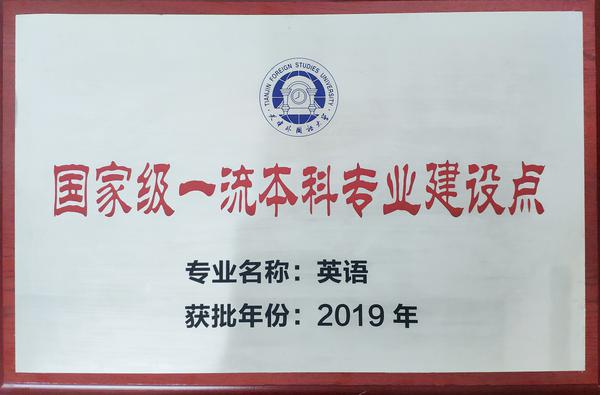 TIANJIN FOREIGN STUDIES UNIVERSITY
天津外国语大学
国家级一流本科专业建设点
专业名称：英语
获批年份：2019 年